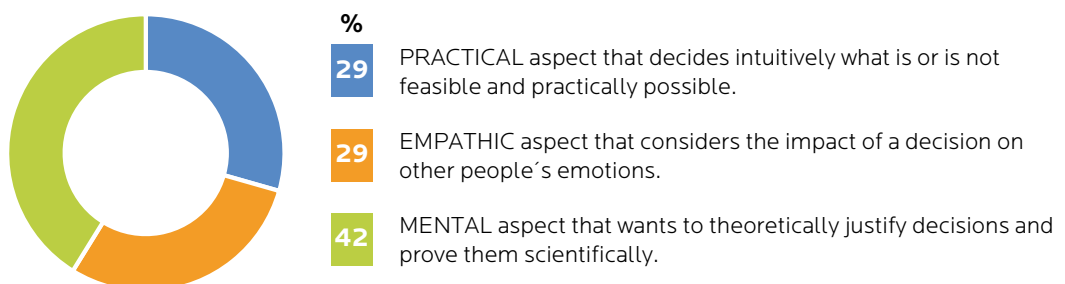 %
29 PRACTICAL aspect that decides intuitively what is or is not
feasible and practically possible.
29 EMPATHIC aspect that considers the impact of a decision on
other people´s emotions.
42 MENTAL aspect that wants to theoretically justify decisions and
prove them scientifically.